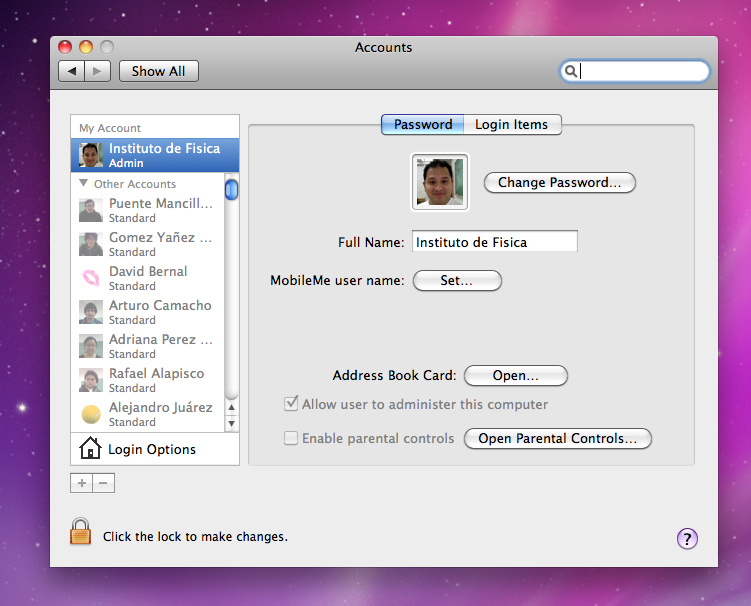 Accounts
Show All
My Account
Instituto de Fisica
Admin
Other Accounts
Puente Mancill...
Standard
Gomez Yañez ...
Standard
David Bernal
Standard
Arturo Camacho
Standard
Adriana Perez ...
Standard
Rafael Alapisco
Standard
Alejandro Juárez
Standard
Login Options
+ −
Password Login Items
Change Password...
Full Name: Instituto de Fisica
MobileMe user name: Set...
Address Book Card: Open...
Allow user to administer this computer
Enable parental controls Open Parental Controls...
Click the lock to make changes.
?